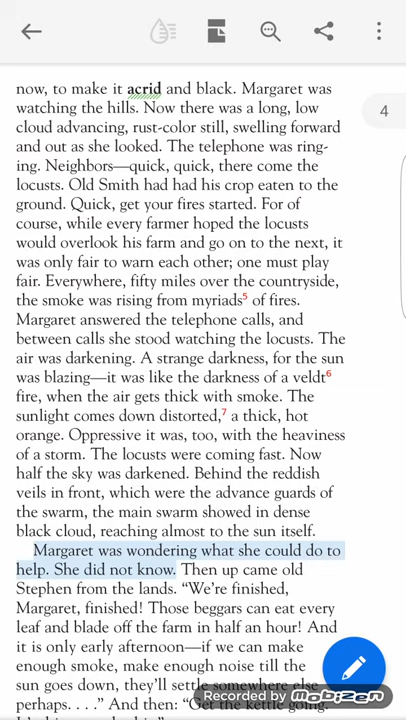 now, to make it acrid and black. Margaret was
watching the hills. Now there was a long, low
cloud advancing, rust-color still, swelling forward
and out as she looked. The telephone was ring-
ing. Neighbors—quick, quick, there come the
locusts. Old Smith had had his crop eaten to the
ground. Quick, get your fires started. For of
course, while every farmer hoped the locusts
would overlook his farm and go on to the next, it
was only fair to warn each other; one must play
fair. Everywhere, fifty miles over the countryside,
the smoke was rising from myriads5 of fires.
Margaret answered the telephone calls, and
between calls she stood watching the locusts. The
air was darkening. A strange darkness, for the sun
was blazing—it was like the darkness of a veldt6
fire, when the air gets thick with smoke. The
sunlight comes down distorted,7 a thick, hot
orange. Oppressive it was, too, with the heaviness
of a storm. The locusts were coming fast. Now
half the sky was darkened. Behind the reddish
veils in front, which were the advance guards of
the swarm, the main swarm showed in dense
black cloud, reaching almost to the sun itself.
Margaret was wondering what she could do to
help. She did not know. Then up came old
Stephen from the lands. “We’re finished,
Margaret, finished! Those beggars can eat every
leaf and blade off the farm in half an hour! And
it is only early afternoon—if we can make
enough smoke, make enough noise till the
sun goes down, they’ll settle somewhere else
perhaps. . . .” And then: “Get the kettle going.
4
Recorded by
mobizen